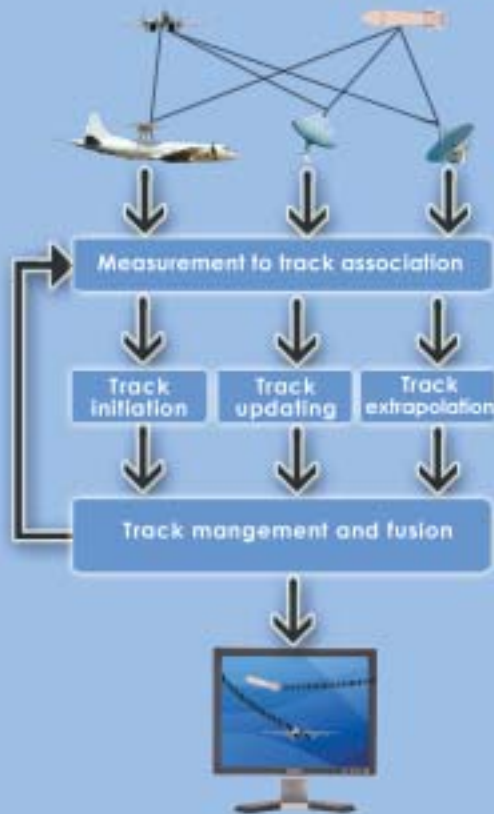 Measurement to track association
Track
initiation
Track
updating
Track
extrapolation
Track mangement and fusion